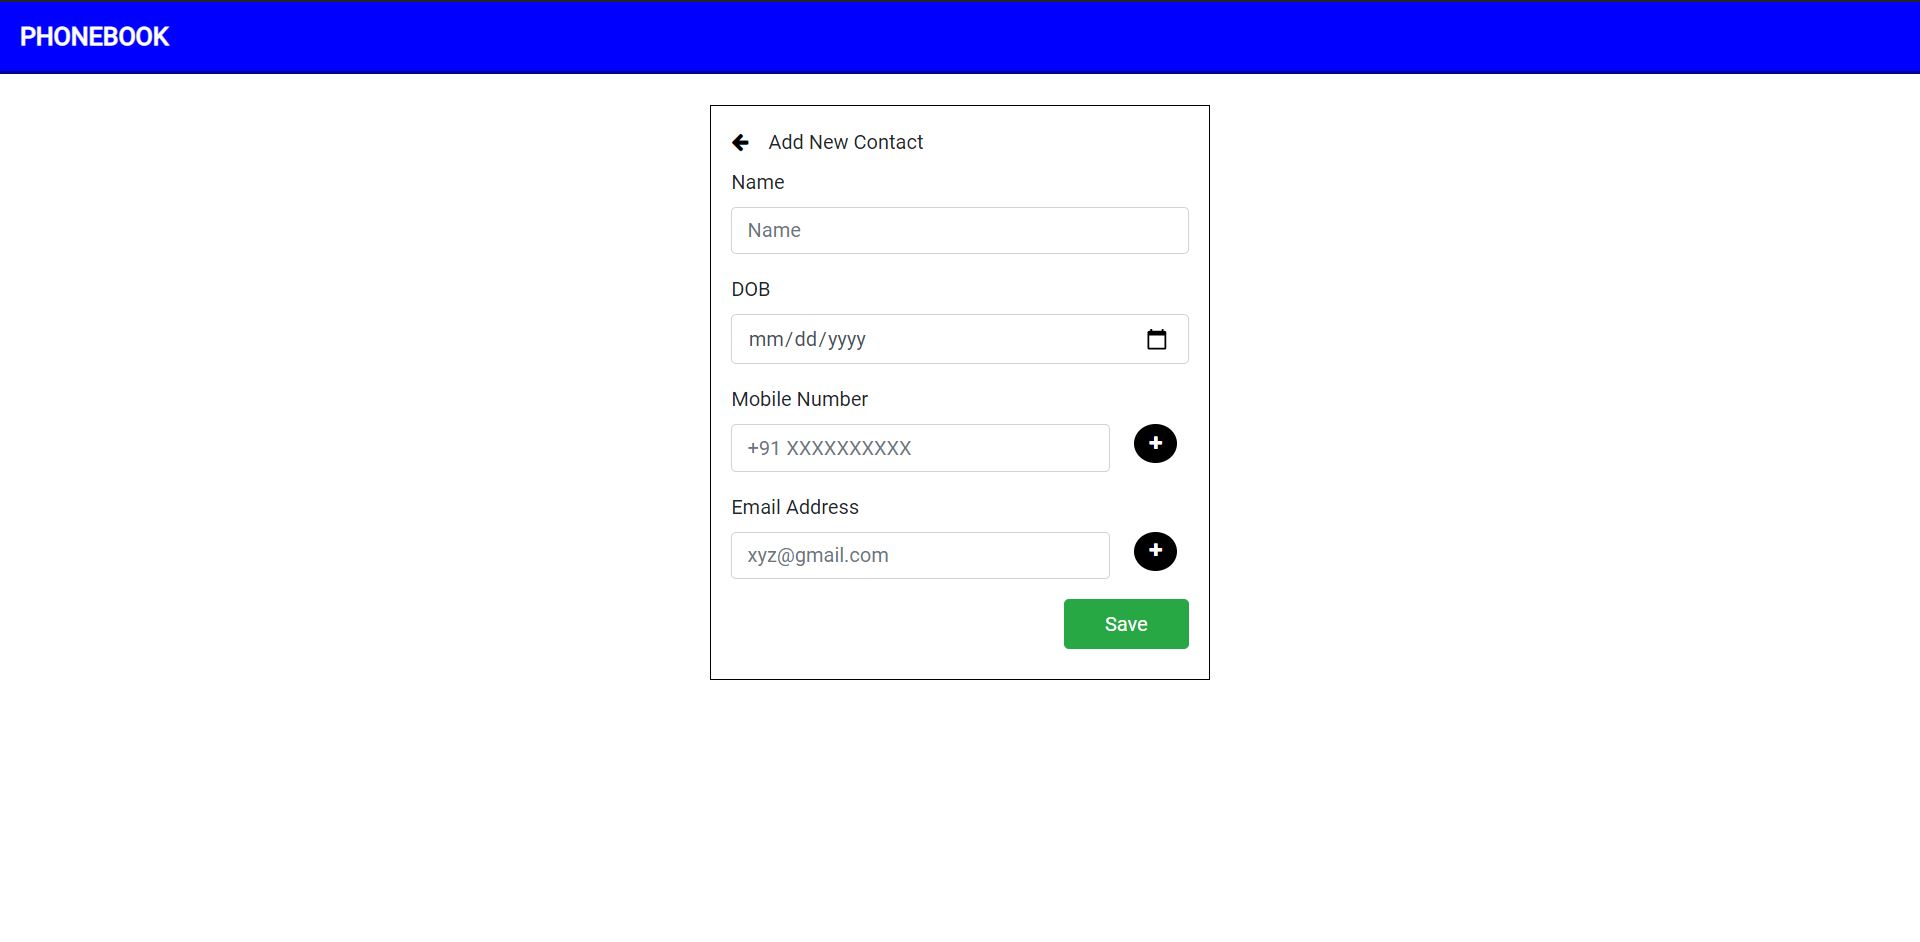 PHONEBOOK
Add New Contact
Name
Name
DOB
mm/dd/yyyy
Mobile Number
+91 XXXXXXXXXX
Email Address
xyz@gmail.com
Save